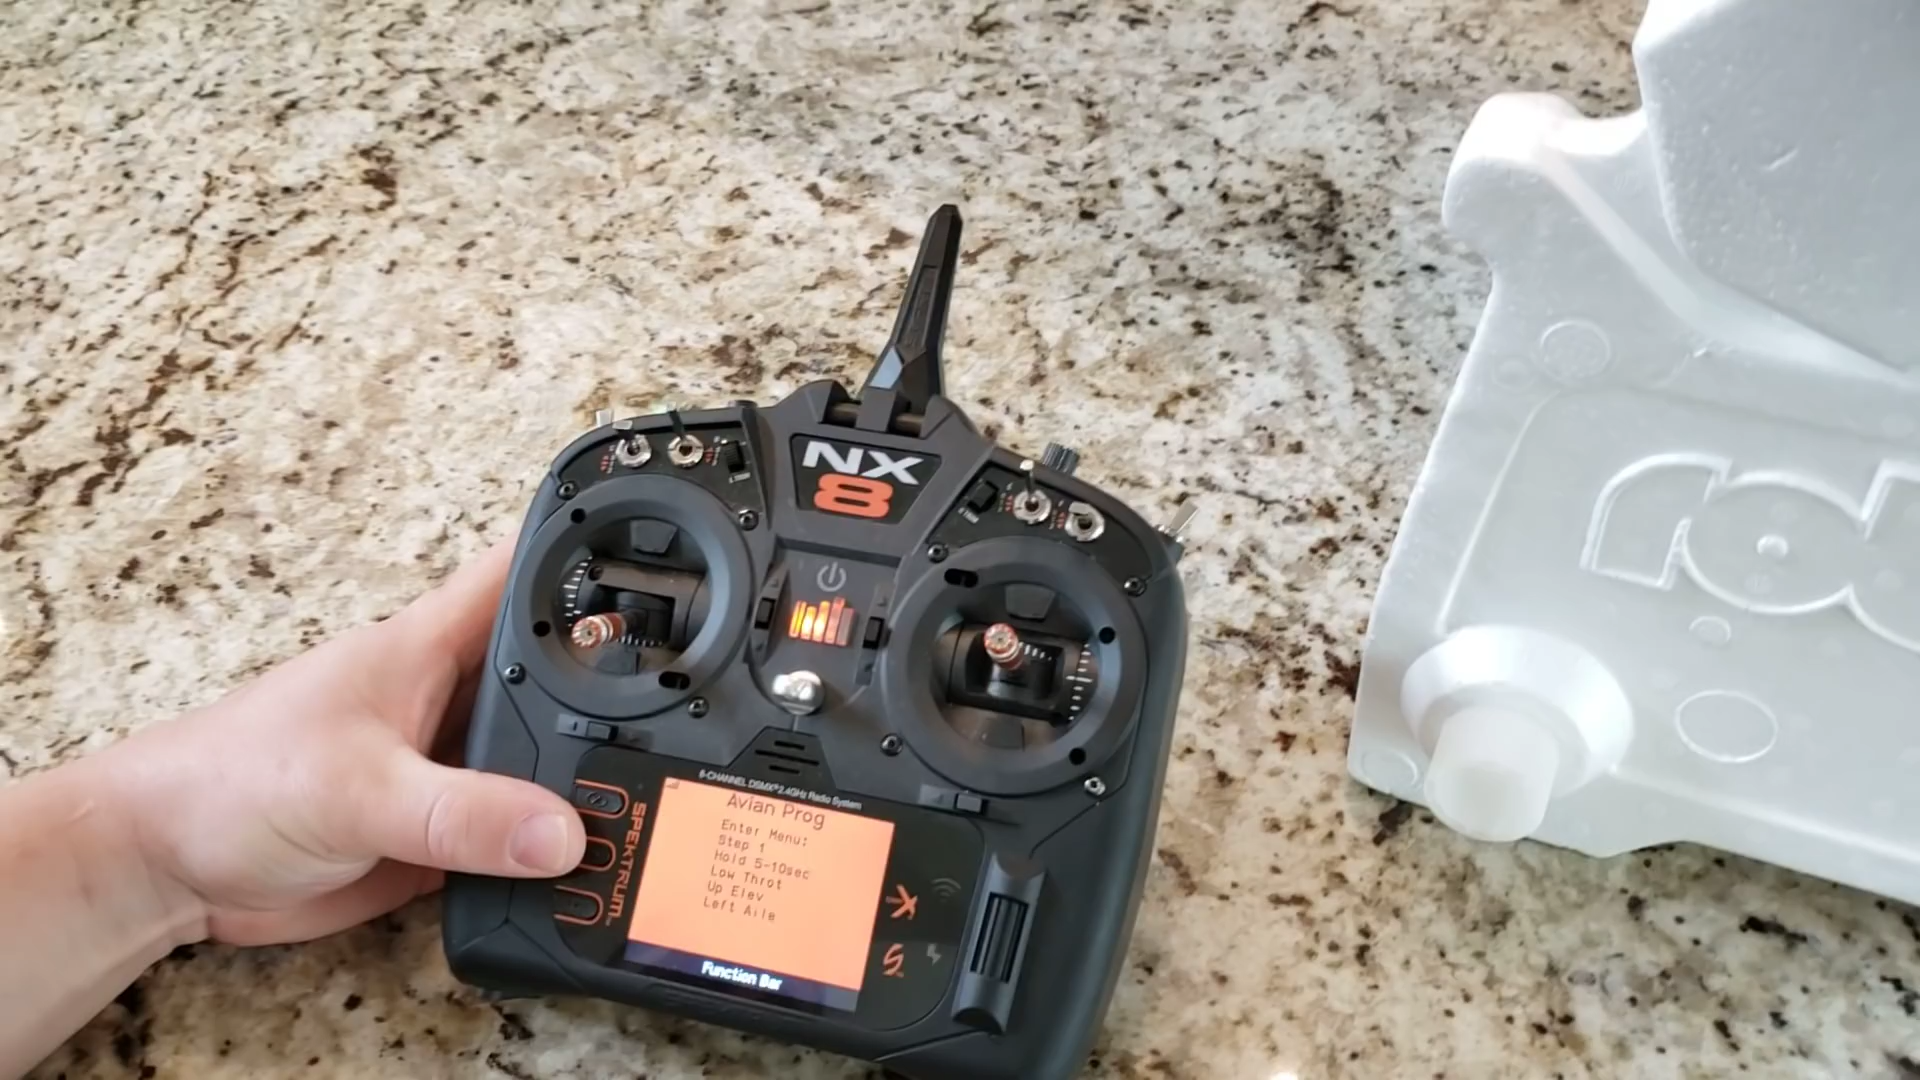 NX
8
8-CHANNEL DSMX® 2.4GHz Radio System
SPEKTRUM
Avian Prog
Enter Menu:
Step 1
Hold 5-10sec
Low Throt
Up Elev
Left Aile
Function Bar